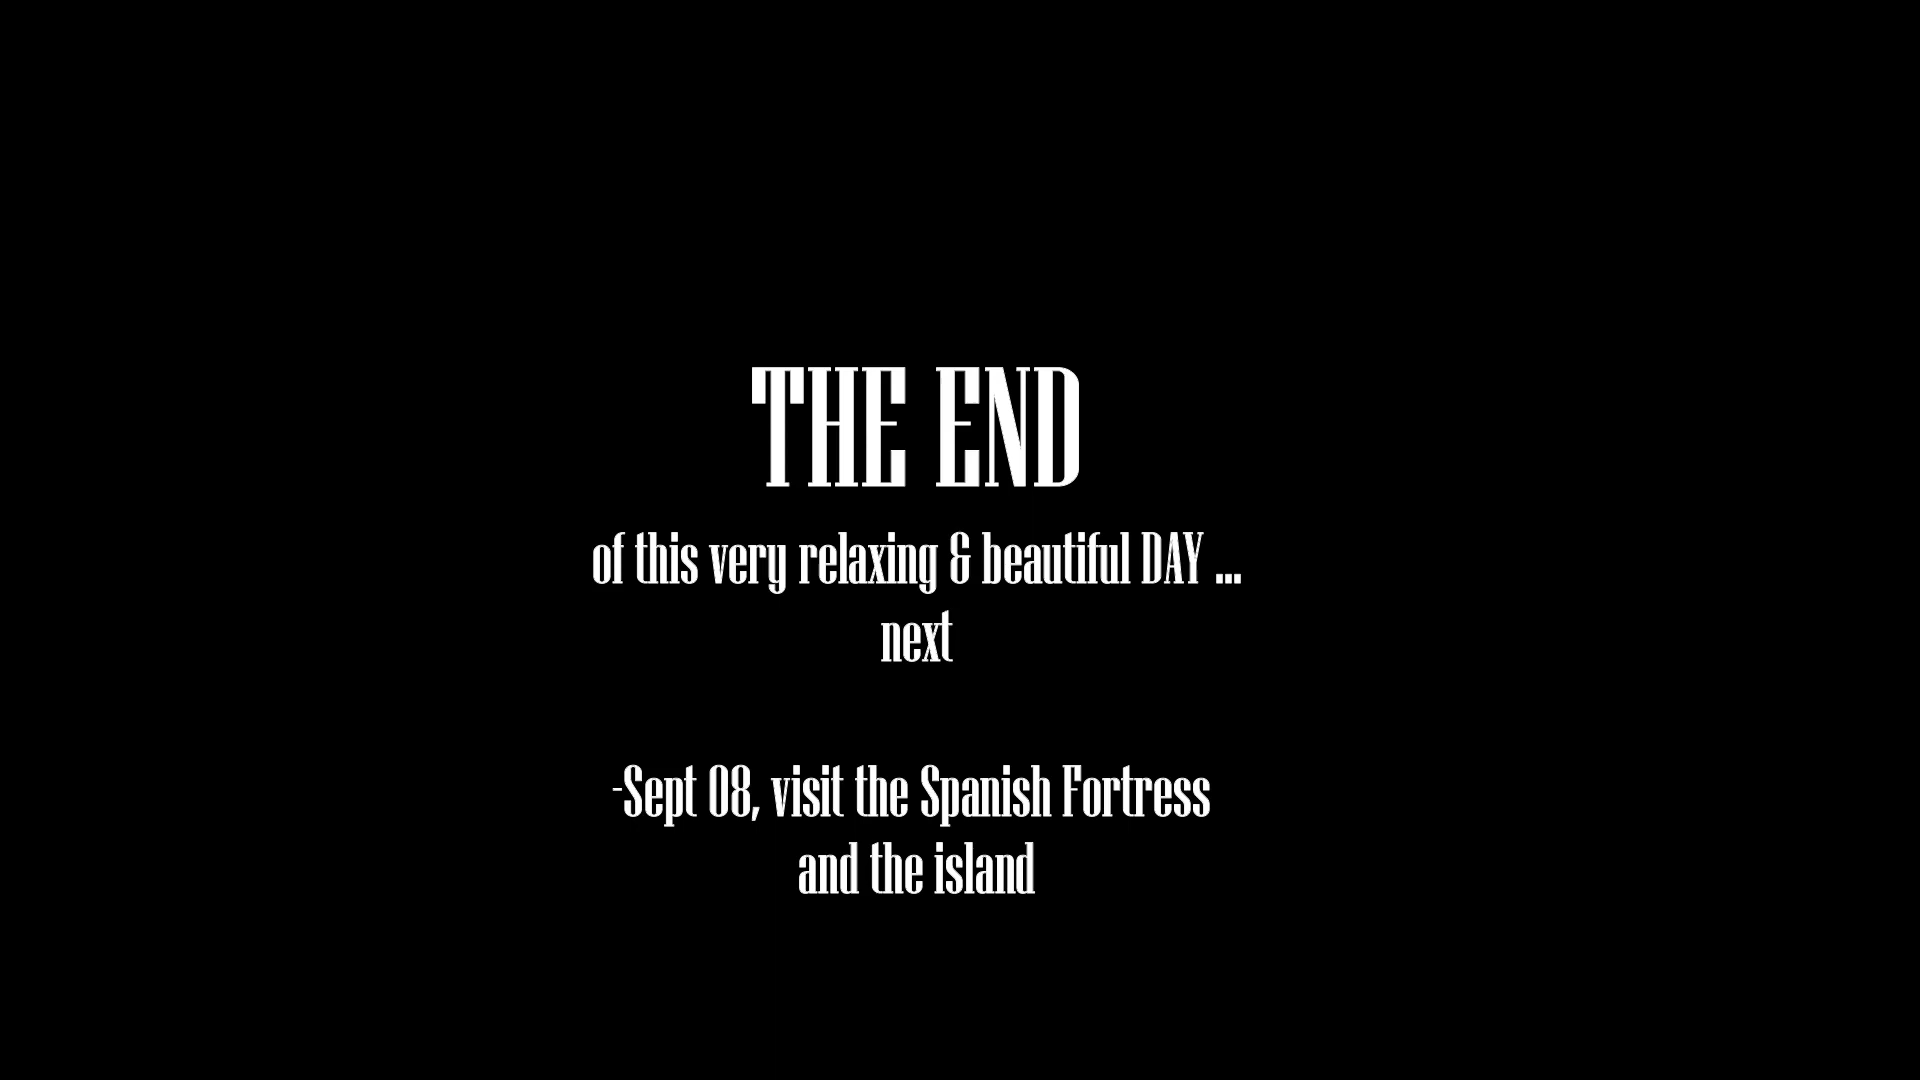 THE END
of this very relaxing & beautiful DAY ...
next
-Sept 08, visit the Spanish Fortress
and the island